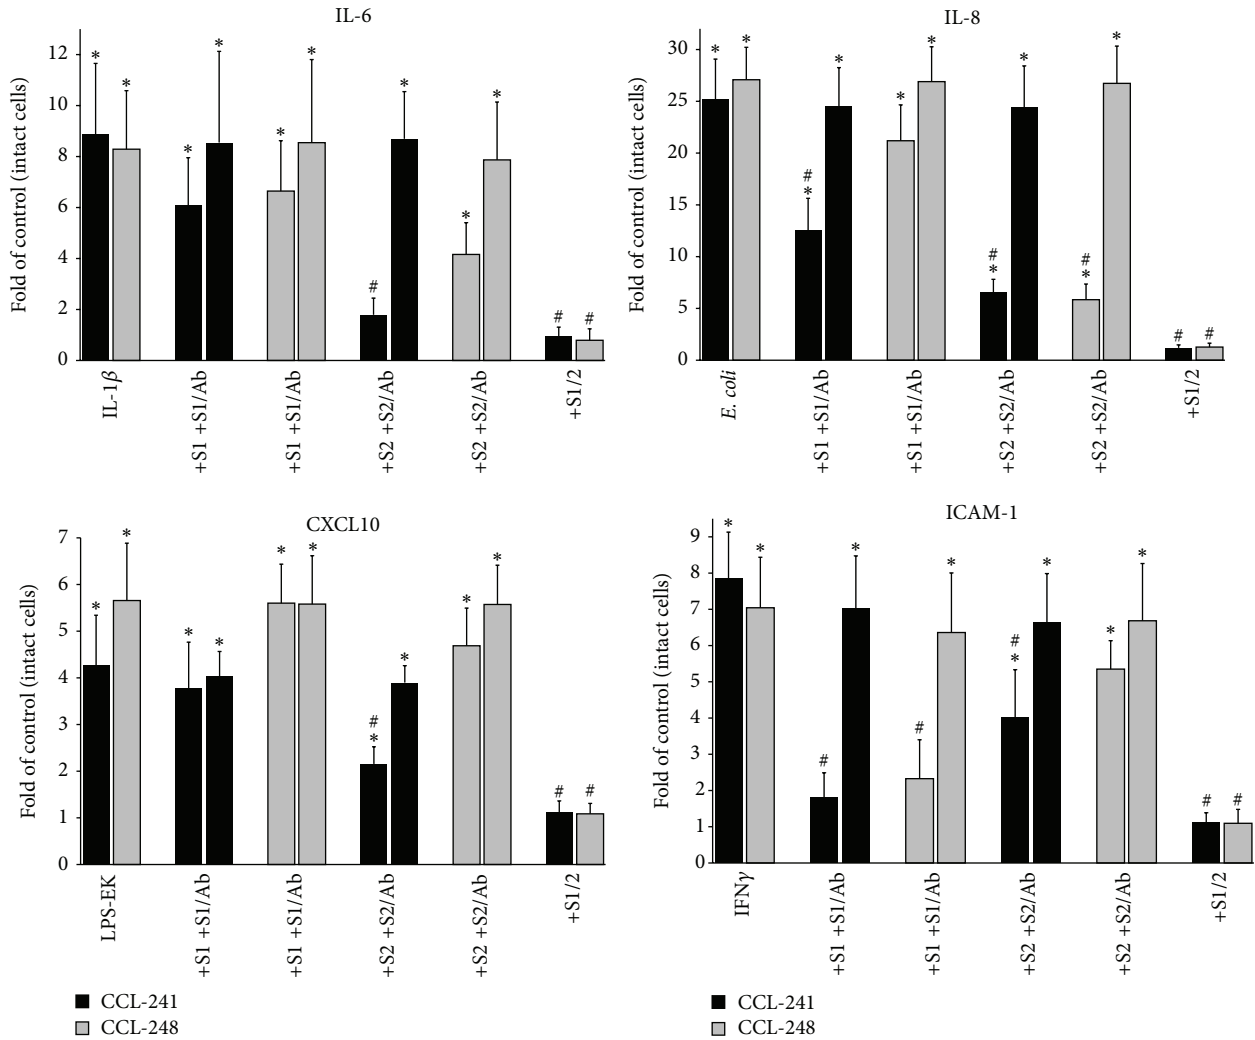 IL-6
Fold of control (intact cells)
12
10
8
6
4
2
0
* * * * * * # * * * # #
IL-1β
+S1 +S1/Ab
+S1 +S1/Ab
+S2 +S2/Ab
+S2 +S2/Ab
+S1/2
IL-8
Fold of control (intact cells)
30
25
20
15
10
5
0
* * # * * * * # * * # * * # #
E. coli
+S1 +S1/Ab
+S1 +S1/Ab
+S2 +S2/Ab
+S2 +S2/Ab
+S1/2
CXCL10
Fold of control (intact cells)
7
6
5
4
3
2
1
0
* * * * * * # * * * * # #
LPS-EK
+S1 +S1/Ab
+S1 +S1/Ab
+S2 +S2/Ab
+S2 +S2/Ab
+S1/2
CCL-241
CCL-248
ICAM-1
Fold of control (intact cells)
9
8
7
6
5
4
3
2
1
0
* * # * # * # * * * * # #
IFNγ
+S1 +S1/Ab
+S1 +S1/Ab
+S2 +S2/Ab
+S2 +S2/Ab
+S1/2
CCL-241
CCL-248